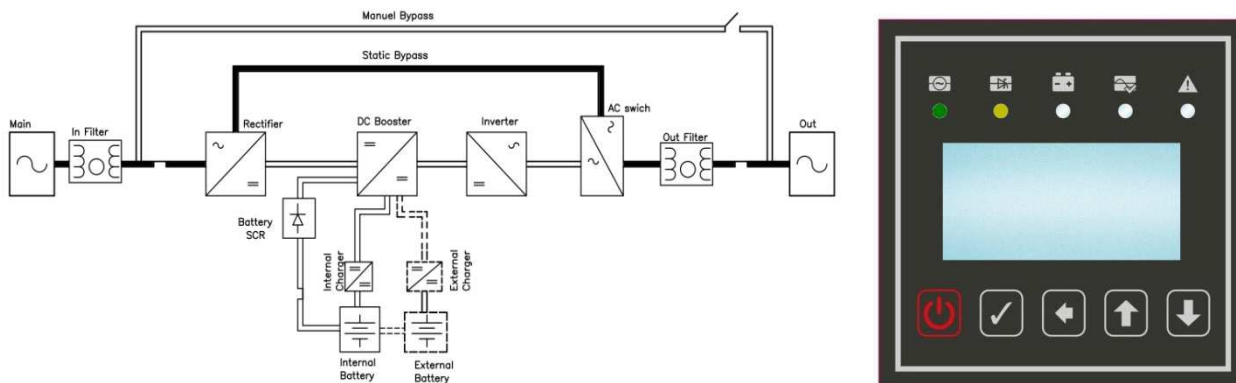 Manuel Bypass
Static Bypass
Main
In Filter
Rectifier
DC Booster
Inverter
AC swich
Out Filter
Out
Battery
SCR
Internal
Charger
External
Charger
Internal
Battery
External
Battery